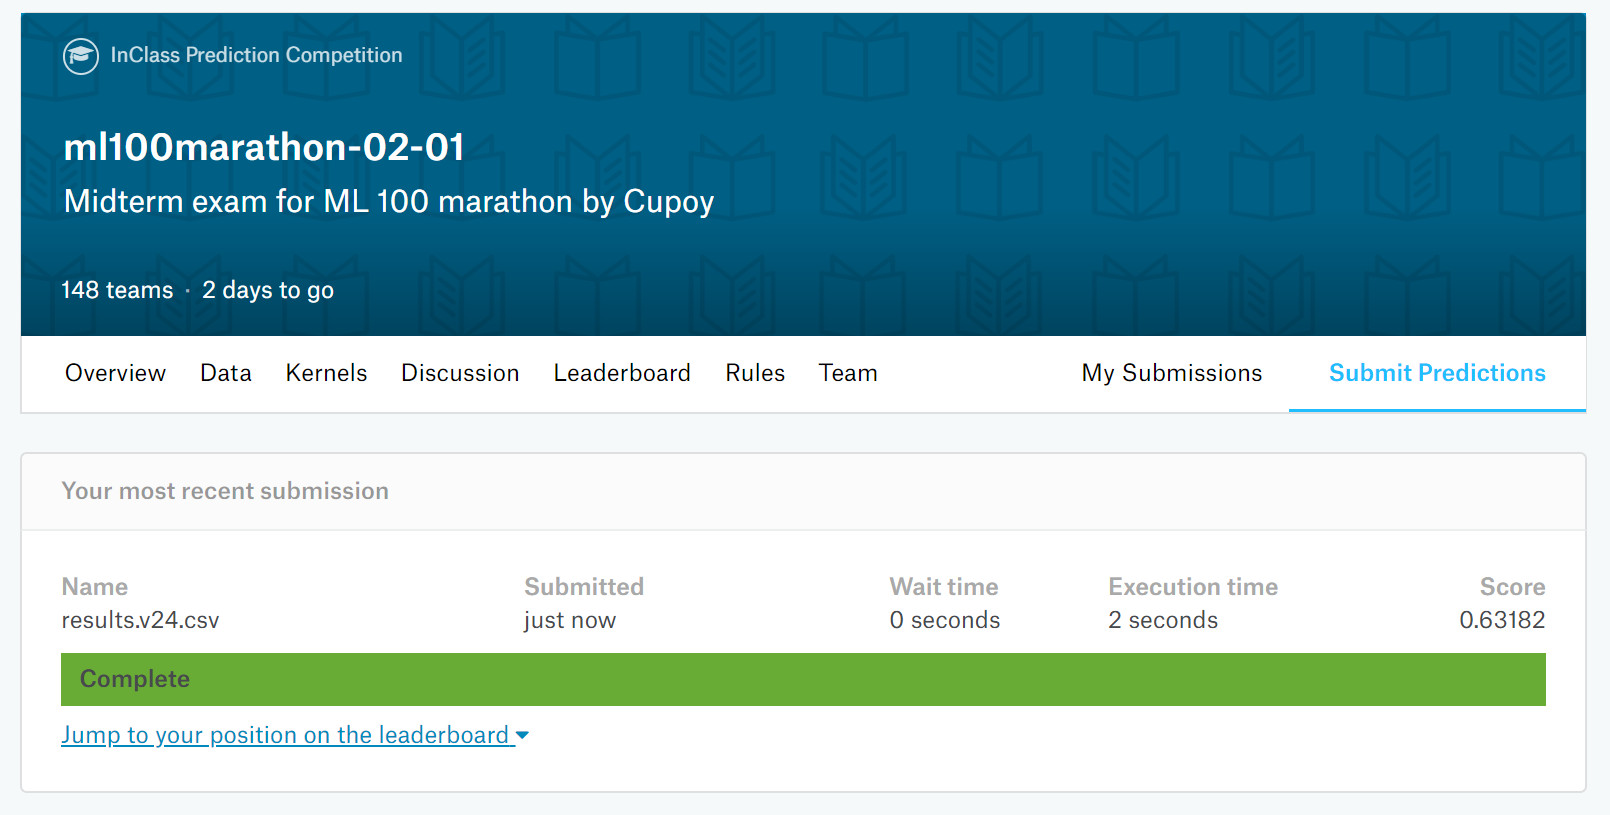 InClass Prediction Competition
ml100marathon-02-01
Midterm exam for ML 100 marathon by Cupoy
148 teams · 2 days to go
Overview Data Kernels Discussion Leaderboard Rules Team My Submissions Submit Predictions
Your most recent submission
Name Submitted Wait time Execution time Score
results.v24.csv just now 0 seconds 2 seconds 0.63182
Complete
Jump to your position on the leaderboard